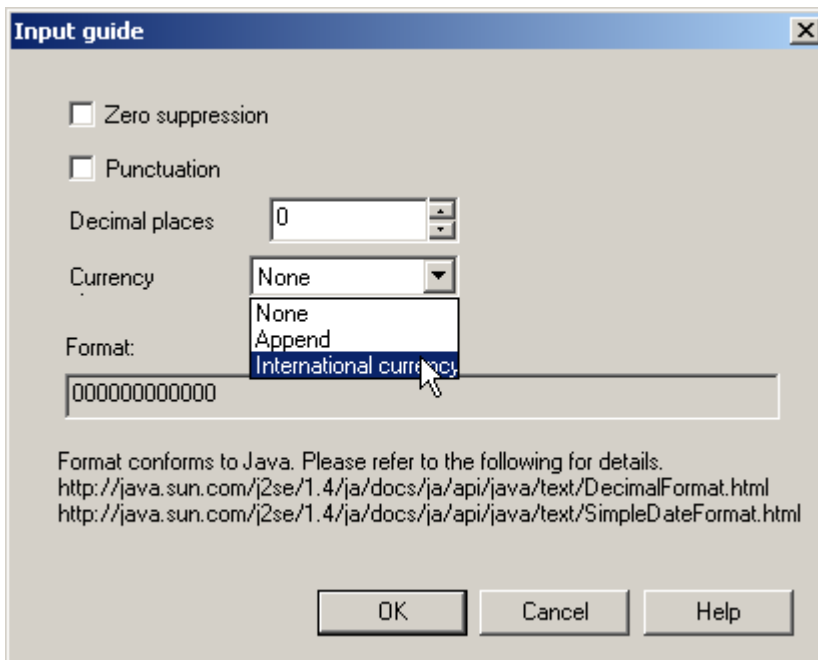 Input guide
Zero suppression
Punctuation
Decimal places 0
Currency None
None
Append
International currency
Format:
000000000000
Format conforms to Java. Please refer to the following for details.
http://java.sun.com/j2se/1.4/ja/docs/ja/api/java/text/DecimalFormat.html
http://java.sun.com/j2se/1.4/ja/docs/ja/api/java/text/SimpleDateFormat.html
OK Cancel Help